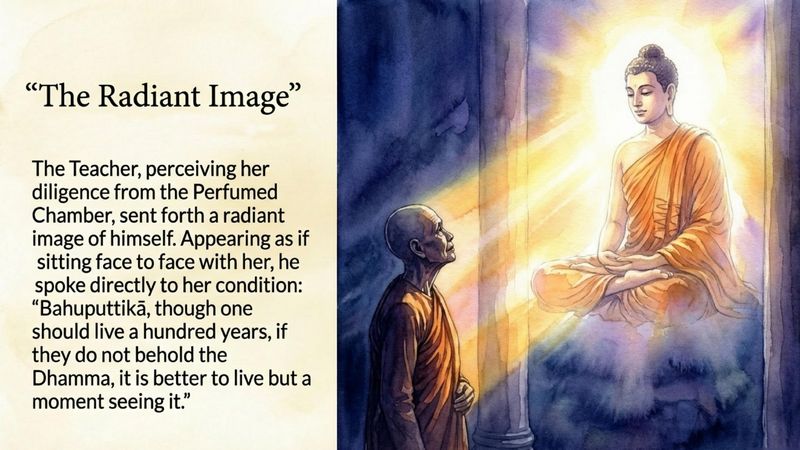 “The Radiant Image”
The Teacher, perceiving her
diligence from the Perfumed
Chamber, sent forth a radiant
image of himself. Appearing as if
sitting face to face with her, he
spoke directly to her condition:
“Bahuputtikā, though one
should live a hundred years, if
they do not behold the
Dhamma, it is better to live but a
moment seeing it.”